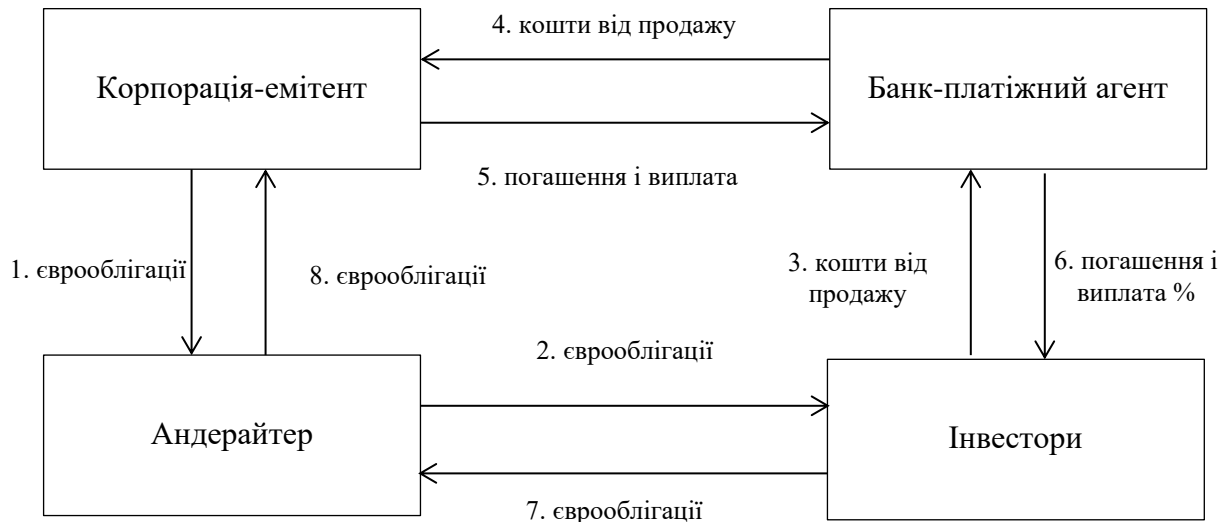 4. кошти від продажу
Корпорація-емітент
Банк-платіжний агент
5. погашення і виплата
1. єврооблігації
8. єврооблігації
3. кошти від
продажу
6. погашення і
виплата %
2. єврооблігації
Андерайтер
Інвестори
7. єврооблігації